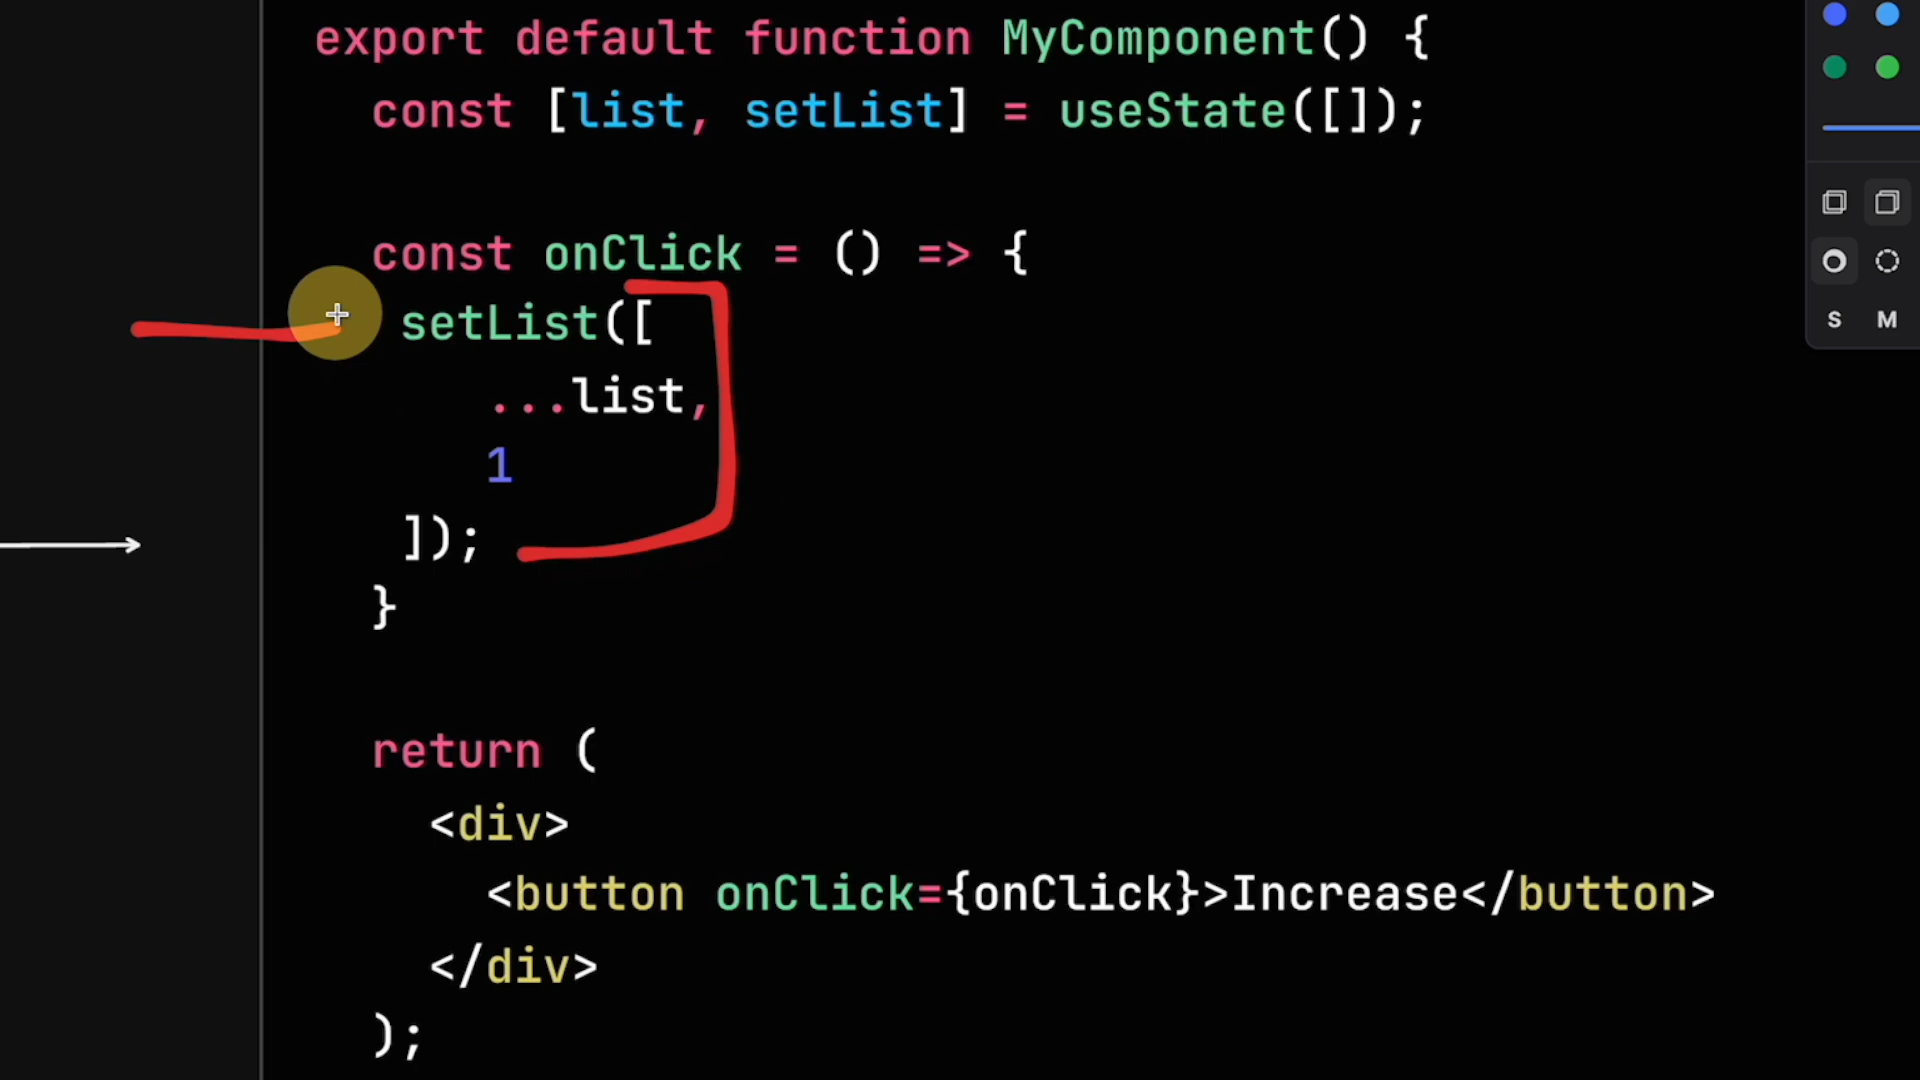 export default function MyComponent() {
const [list, setList] = useState([]);
const onClick = () => {
setList([
...list,
1
]);
}
return (
<div>
<button onClick={onClick}>Increase</button>
</div>
);
S M